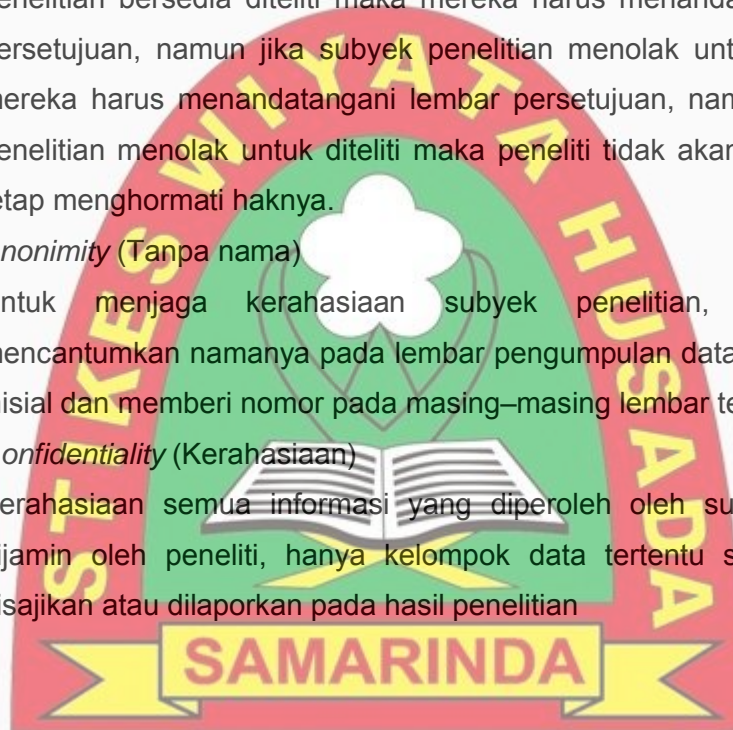 penelitian bersedia diteliti maka mereka harus menanda
persetujuan, namun jika subyek penelitian menolak unt
mereka harus menandatangani lembar persetujuan, nam
penelitian menolak untuk diteliti maka peneliti tidak akan
tetap menghormati haknya.
nonimity (Tanpa nama)
ntuk menjaga kerahasiaan subyek penelitian,
mencantumkan namanya pada lembar pengumpulan data
nisial dan memberi nomor pada masing–masing lembar te
onfidentiality (Kerahasiaan)
kerahasiaan semua informasi yang diperoleh oleh su
dijamin oleh peneliti, hanya kelompok data tertentu s
disajikan atau dilaporkan pada hasil penelitian
STIKES WIYATA HUSADA
SAMARINDA